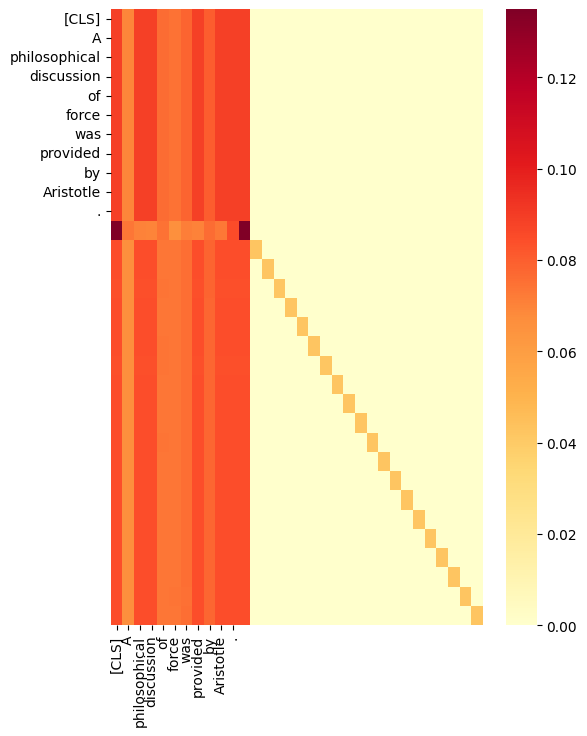 [CLS]
A
philosophical
discussion
of
force
was
provided
by
Aristotle
.
0.12
0.10
0.08
0.06
0.04
0.02
0.00
[CLS]
A
philosophical
discussion
of
force
was
provided
by
Aristotle
.